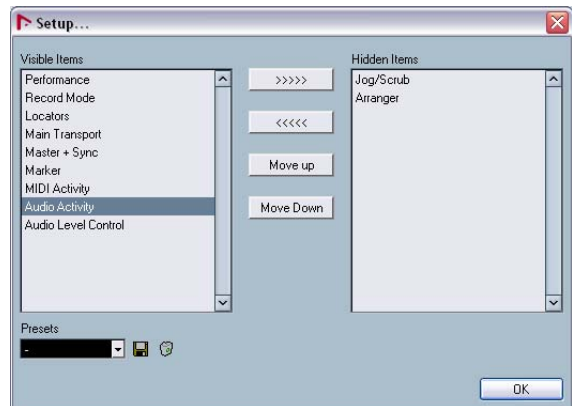 Setup...
Visible Items
Performance
Record Mode
Locators
Main Transport
Master + Sync
Marker
MIDI Activity
Audio Activity
Audio Level Control
>>>>>
<<<<<
Move up
Move Down
Hidden Items
Jog/Scrub
Arranger
Presets
-
OK